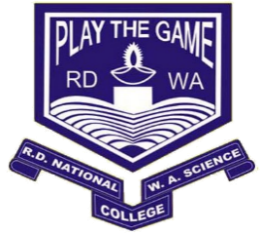 PLAY THE GAME
RD WA
R.D. NATIONAL
W. A. SCIENCE
COLLEGE